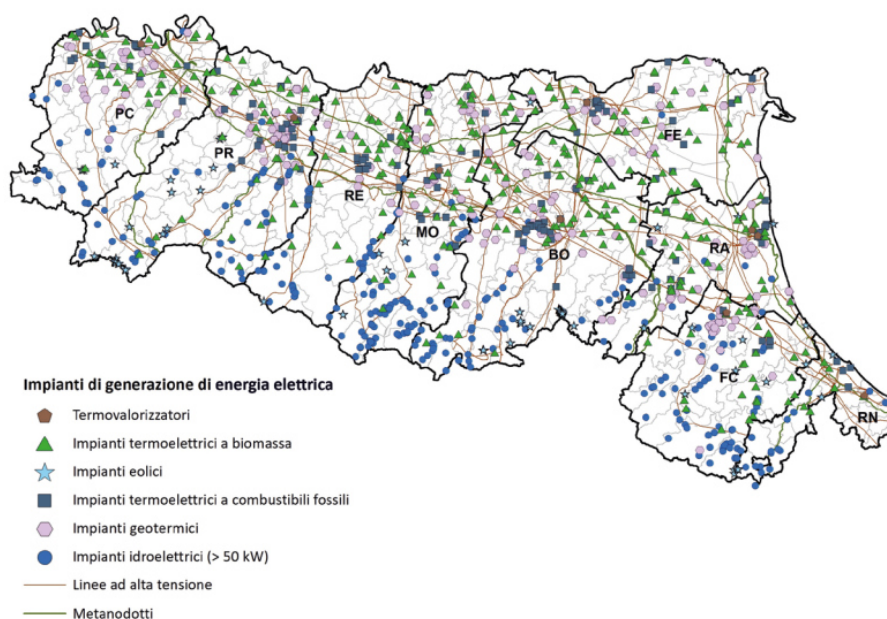 PC
PR
RE
MO
FE
BO
RA
FC
RN
Impianti di generazione di energia elettrica
Termovalorizzatori
Impianti termoelettrici a biomassa
Impianti eolici
Impianti termoelettrici a combustibili fossili
Impianti geotermici
Impianti idroelettrici (> 50 kW)
Linee ad alta tensione
Metanodotti